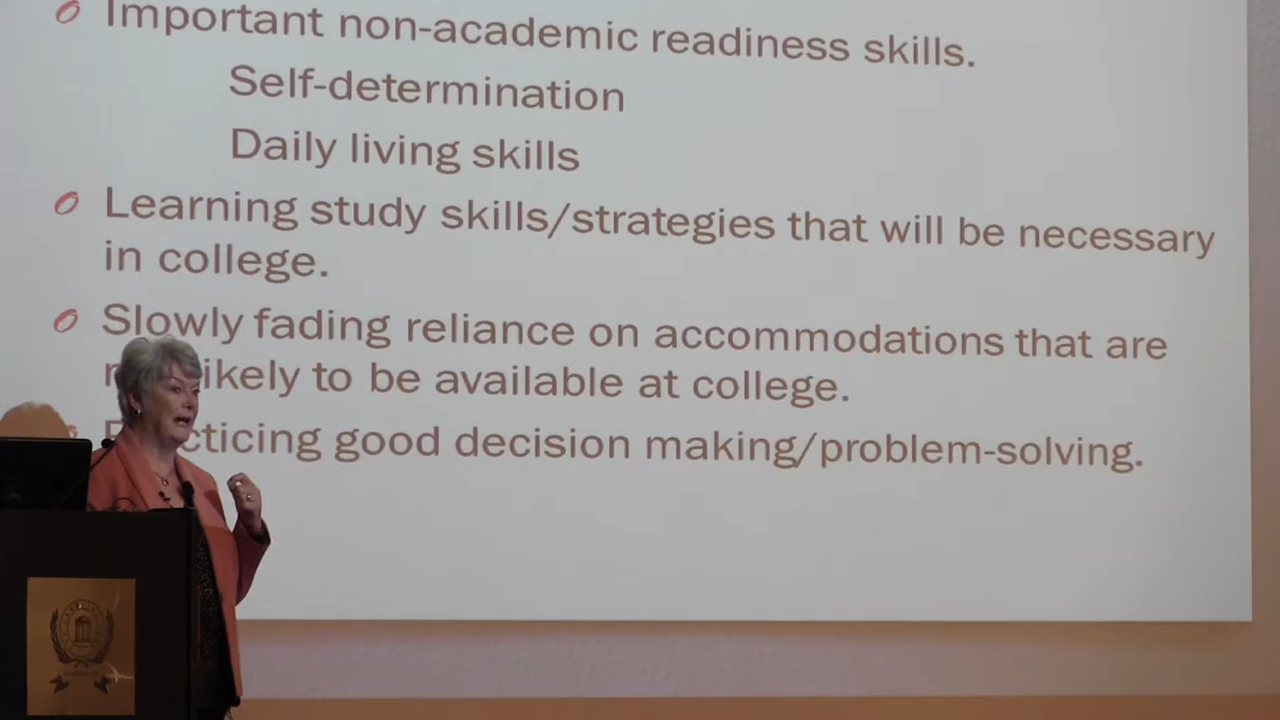 Important non-academic readiness skills.
Self-determination
Daily living skills
Learning study skills/strategies that will be necessary
in college.
Slowly fading reliance on accommodations that are
likely to be available at college.
good decision making/problem-solving.